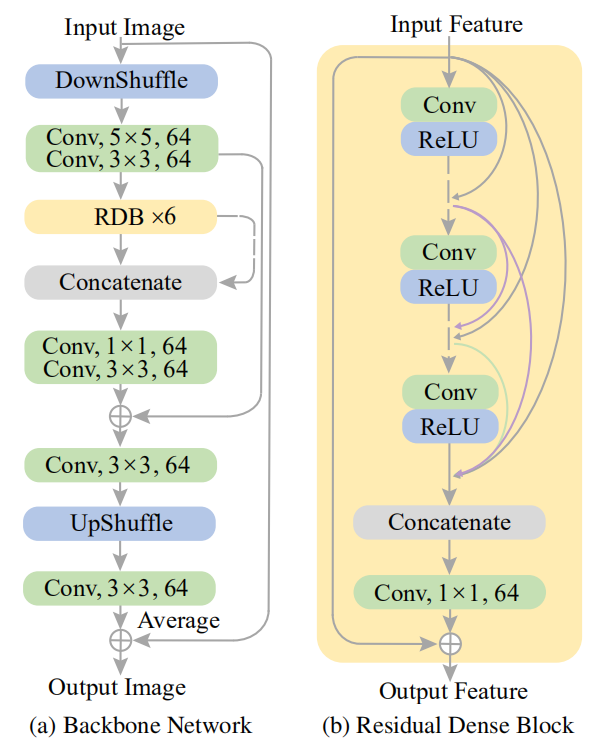 Input Image
DownShuffle
Conv, 5×5, 64
Conv, 3×3, 64
RDB ×6
Concatenate
Conv, 1×1, 64
Conv, 3×3, 64
Conv, 3×3, 64
UpShuffle
Conv, 3×3, 64
Average
Output Image
(a) Backbone Network
Input Feature
Conv
ReLU
Conv
ReLU
Conv
ReLU
Concatenate
Conv, 1×1, 64
Output Feature
(b) Residual Dense Block